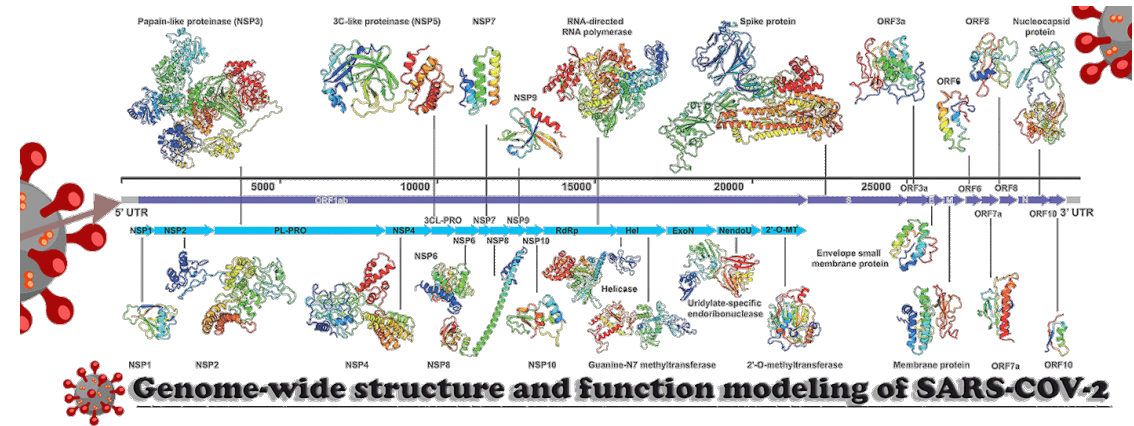 Papain-like proteinase (NSP3)
3C-like proteinase (NSP5)
NSP7
RNA-directed
RNA polymerase
Spike protein
ORF3a
ORF8
Nucleocapsid
protein
NSP9
ORF6
5000
10000
15000
20000
25000
ORF3a
ORF6
ORF8
ORF1ab
S
E
M
N
5' UTR
ORF7a
ORF10
3' UTR
3CL-PRO
NSP7
NSP9
NSP1
NSP2
PL-PRO
NSP4
RdRp
Hel
ExoN
NendoU
2'-O-MT
NSP6
NSP8
NSP10
NSP6
Helicase
Uridylate-specific
endoribonuclease
Envelope small
membrane protein
NSP1
NSP2
NSP4
NSP8
NSP10
Guanine-N7 methyltransferase
2'-O-methyltransferase
Membrane protein
ORF7a
ORF10
Genome-wide structure and function modeling of SARS-COV-2